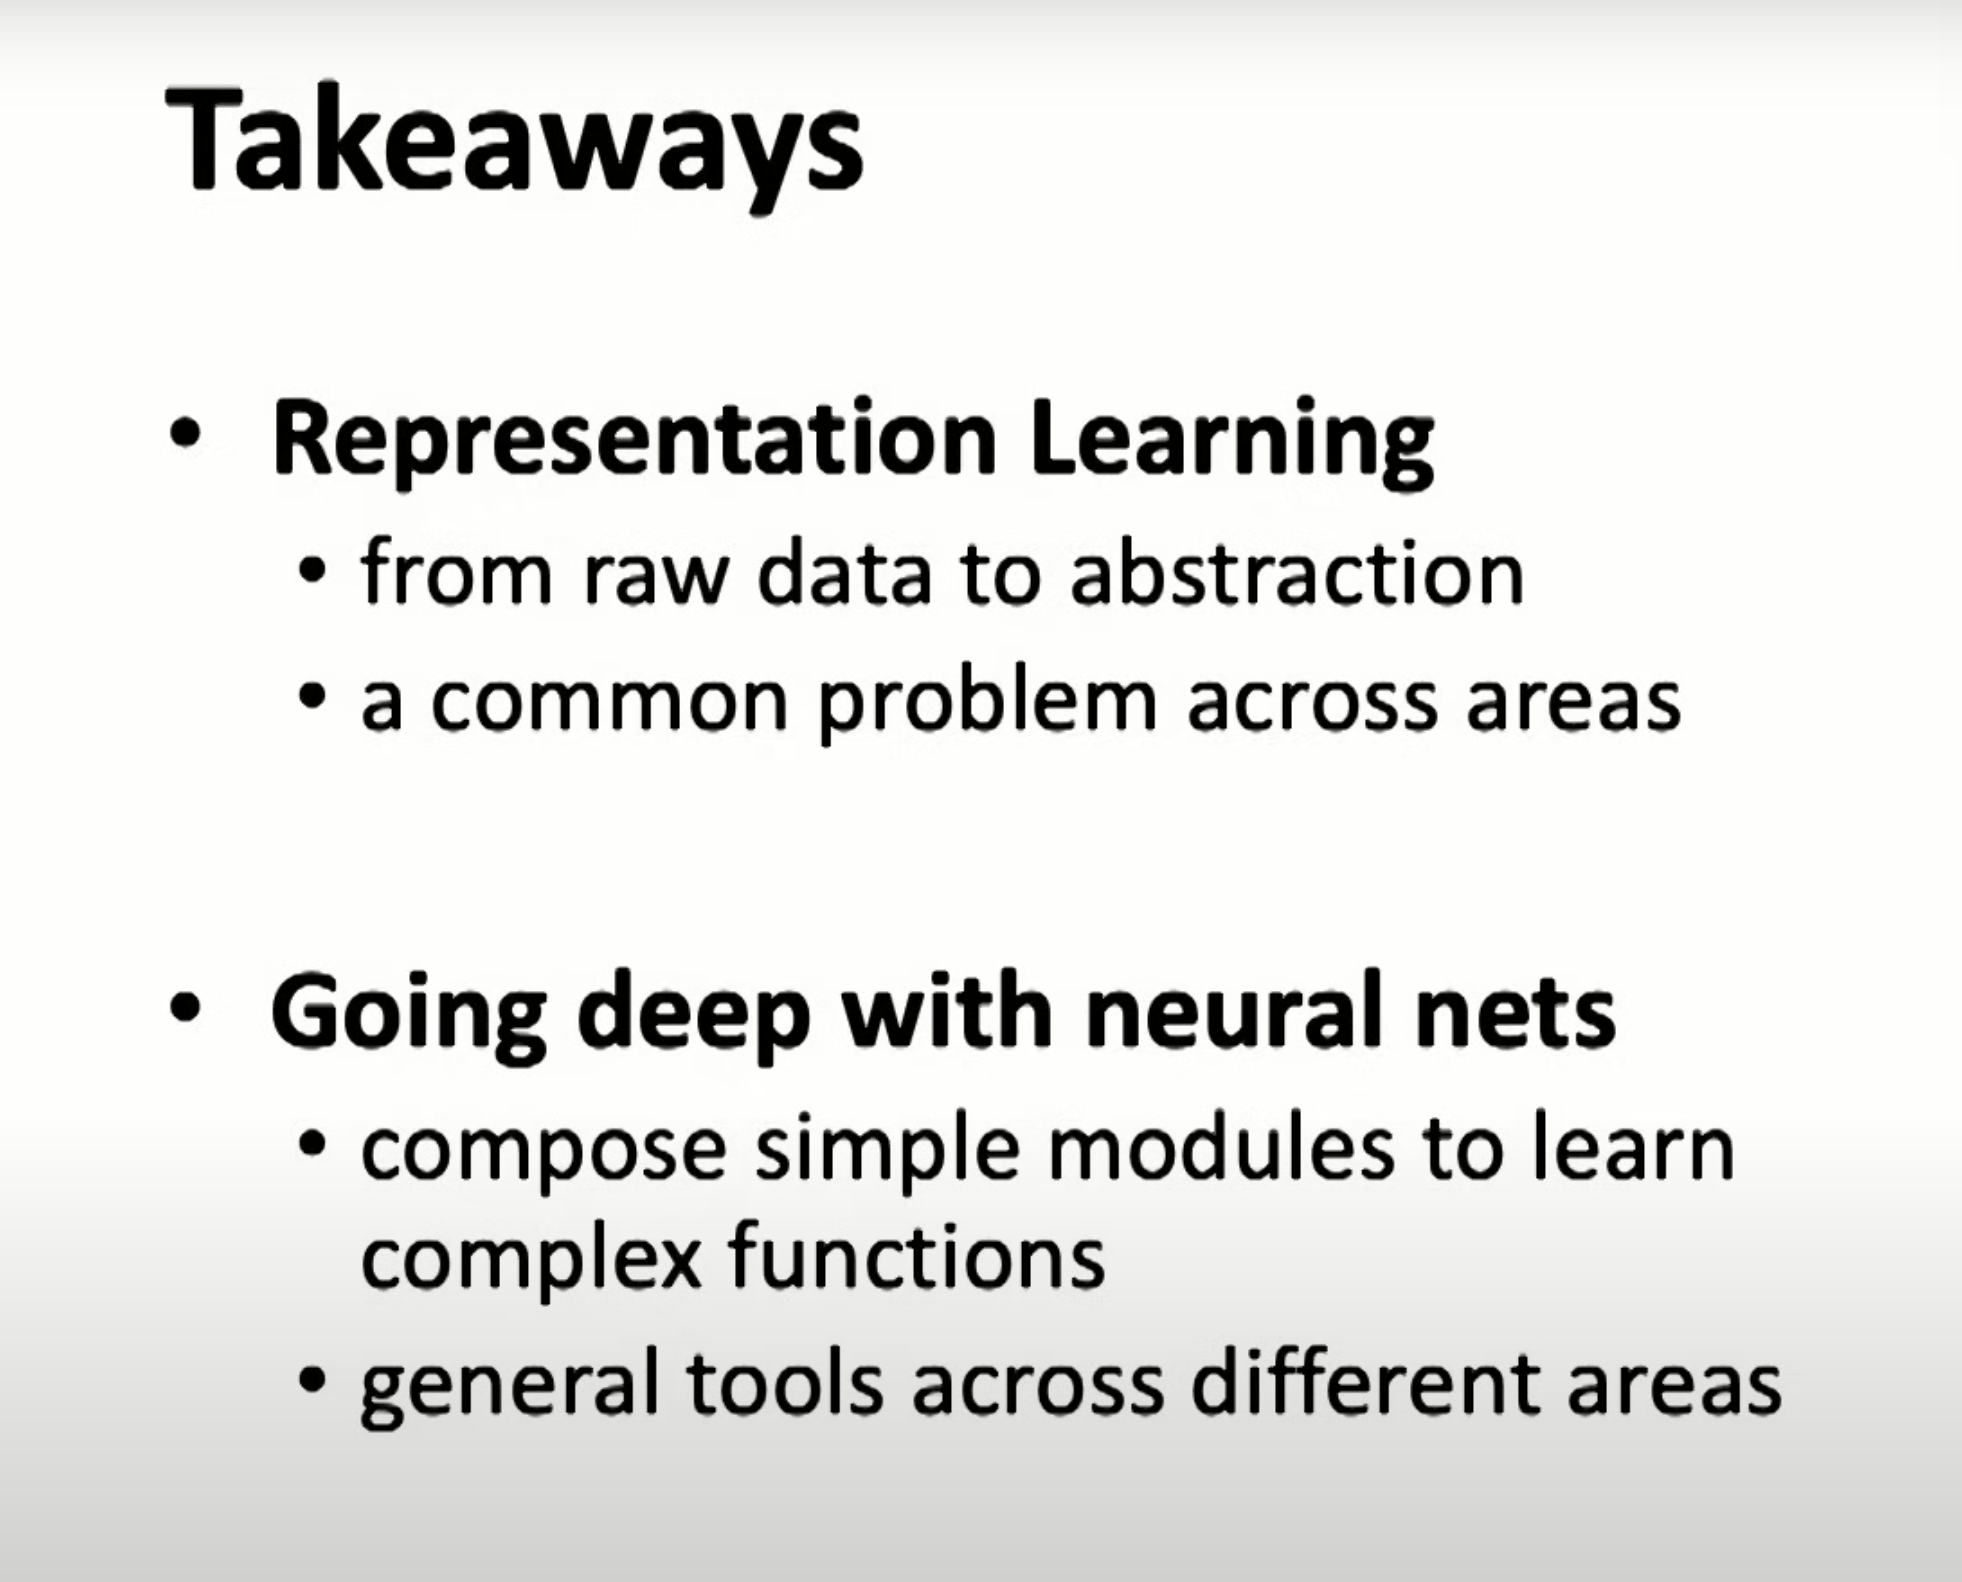 Takeaways
• Representation Learning
• from raw data to abstraction
• a common problem across areas
• Going deep with neural nets
• compose simple modules to learn
complex functions
• general tools across different areas